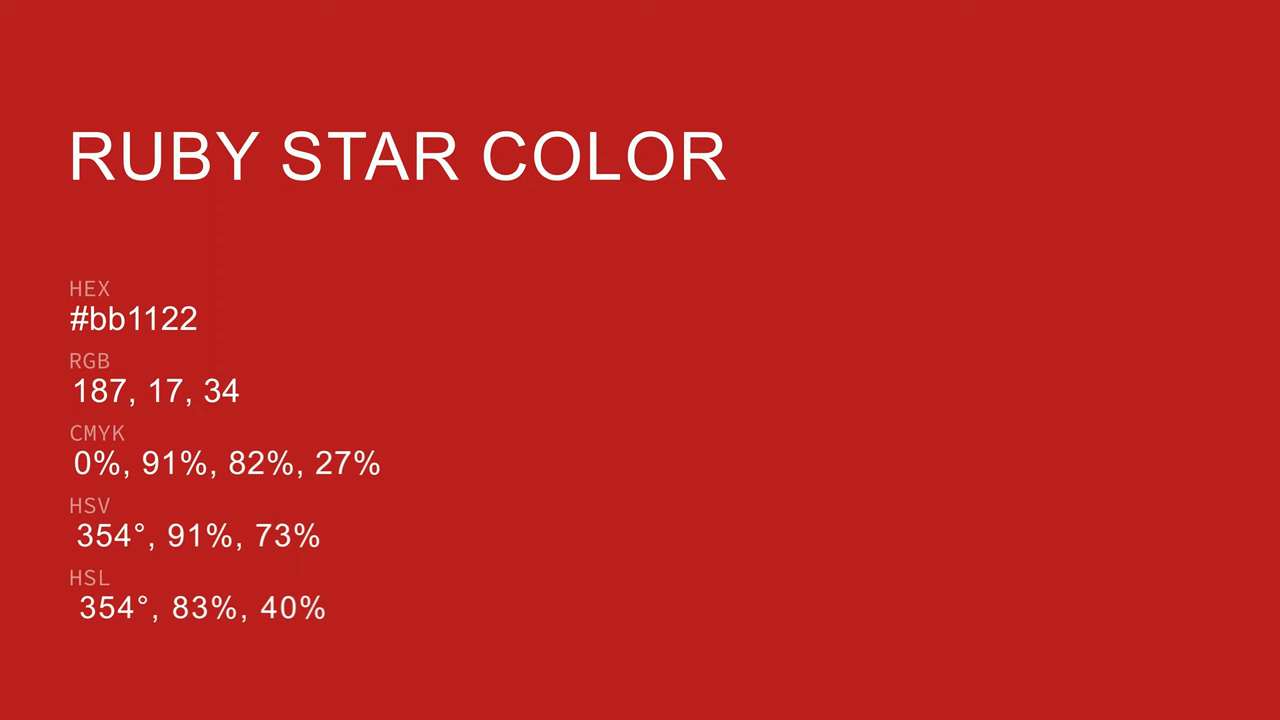 RUBY STAR COLOR
HEX
#bb1122
RGB
187, 17, 34
CMYK
0%, 91%, 82%, 27%
HSV
354°, 91%, 73%
HSL
354°, 83%, 40%